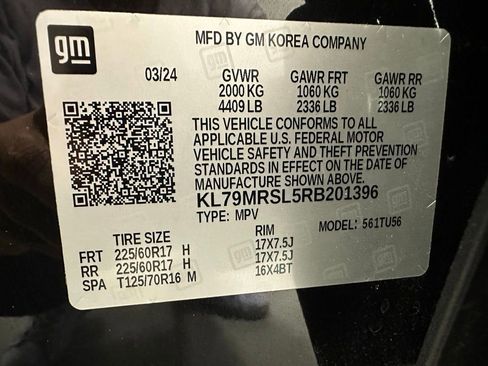 gm
MFD BY GM KOREA COMPANY
03/24 GVWR GAWR FRT GAWR RR
2000 KG 1060 KG 1060 KG
4409 LB 2336 LB 2336 LB
THIS VEHICLE CONFORMS TO ALL
APPLICABLE U.S. FEDERAL MOTOR
VEHICLE SAFETY AND THEFT PREVENTION
STANDARDS IN EFFECT ON THE DATE OF
MANUFACTURE SHOWN ABOVE.
KL79MRSL5RB201396
TYPE: MPV MODEL: 561TU56
TIRE SIZE RIM
FRT 225/60R17 H 17X7.5J
RR 225/60R17 H 17X7.5J
SPA T125/70R16 M 16X4BT